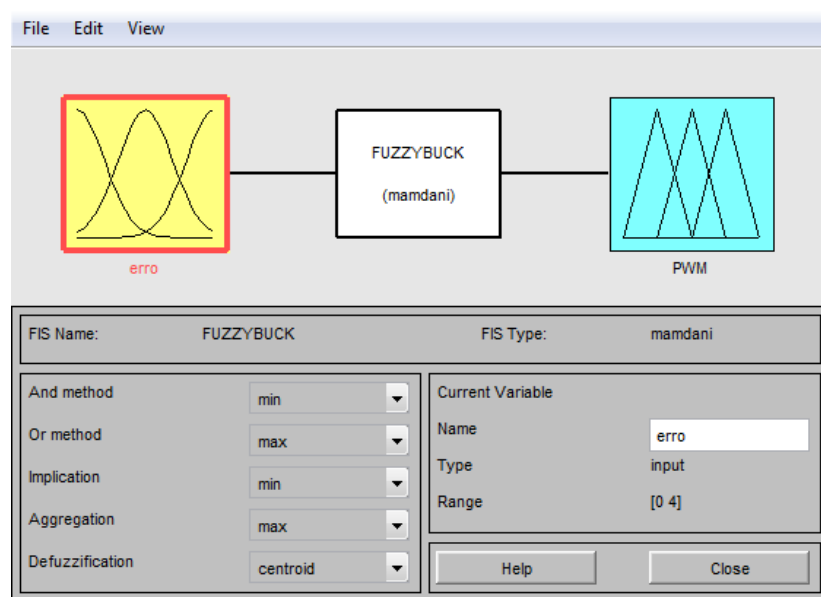 File Edit View
FUZZYBUCK
(mamdani)
erro
PWM
FIS Name: FUZZYBUCK FIS Type: mamdani
And method min
Or method max
Implication min
Aggregation max
Defuzzification centroid
Current Variable
Name erro
Type input
Range [0 4]
Help Close